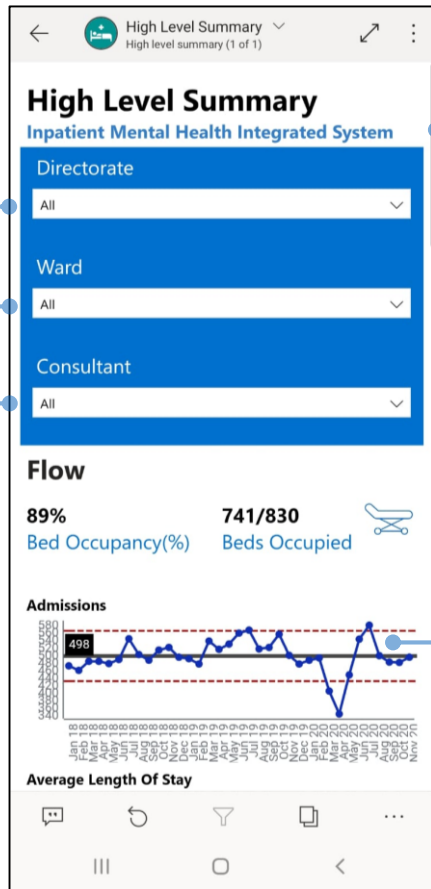 High Level Summary
High level summary (1 of 1)
High Level Summary
Inpatient Mental Health Integrated System
Directorate
All
Ward
All
Consultant
All
Flow
89%
Bed Occupancy(%)
741/830
Beds Occupied
Admissions
580
560
540
520
500
480
460
440
420
400
380
360
340
498
Jan 18
Feb 18
Mar 18
Apr 18
May 18
Jun 18
Jul 18
Aug 18
Sep 18
Oct 18
Nov 18
Dec 18
Jan 19
Feb 19
Mar 19
Apr 19
May 19
Jun 19
Jul 19
Aug 19
Sep 19
Oct 19
Nov 19
Dec 19
Jan 20
Feb 20
Mar 20
Apr 20
May 20
Jun 20
Jul 20
Aug 20
Sep 20
Oct 20
Nov 20
Average Length Of Stay